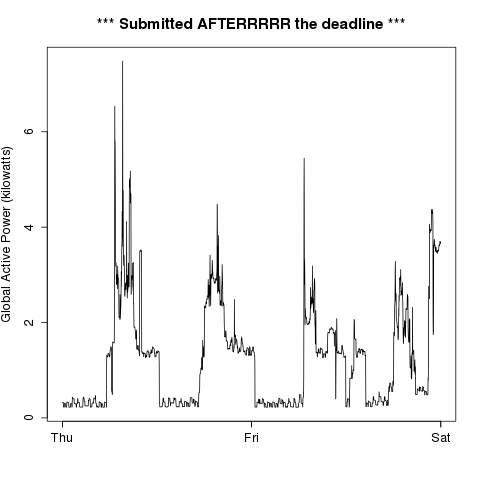 *** Submitted AFTERRRRR the deadline ***
Global Active Power (kilowatts)
6
4
2
0
Thu Fri Sat